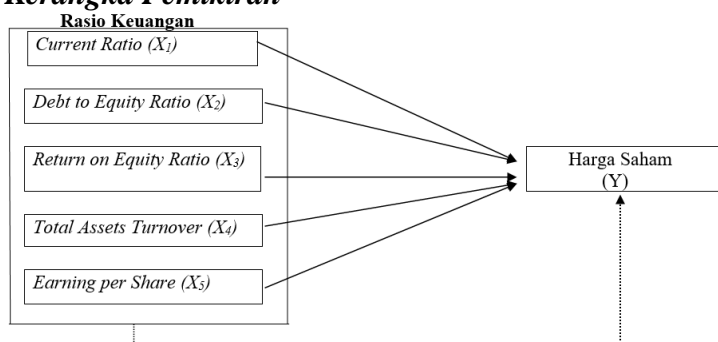 Kerangka Pemikiran
Rasio Keuangan
Current Ratio (X1)
Debt to Equity Ratio (X2)
Return on Equity Ratio (X3)
Total Assets Turnover (X4)
Earning per Share (X5)
Harga Saham
(Y)